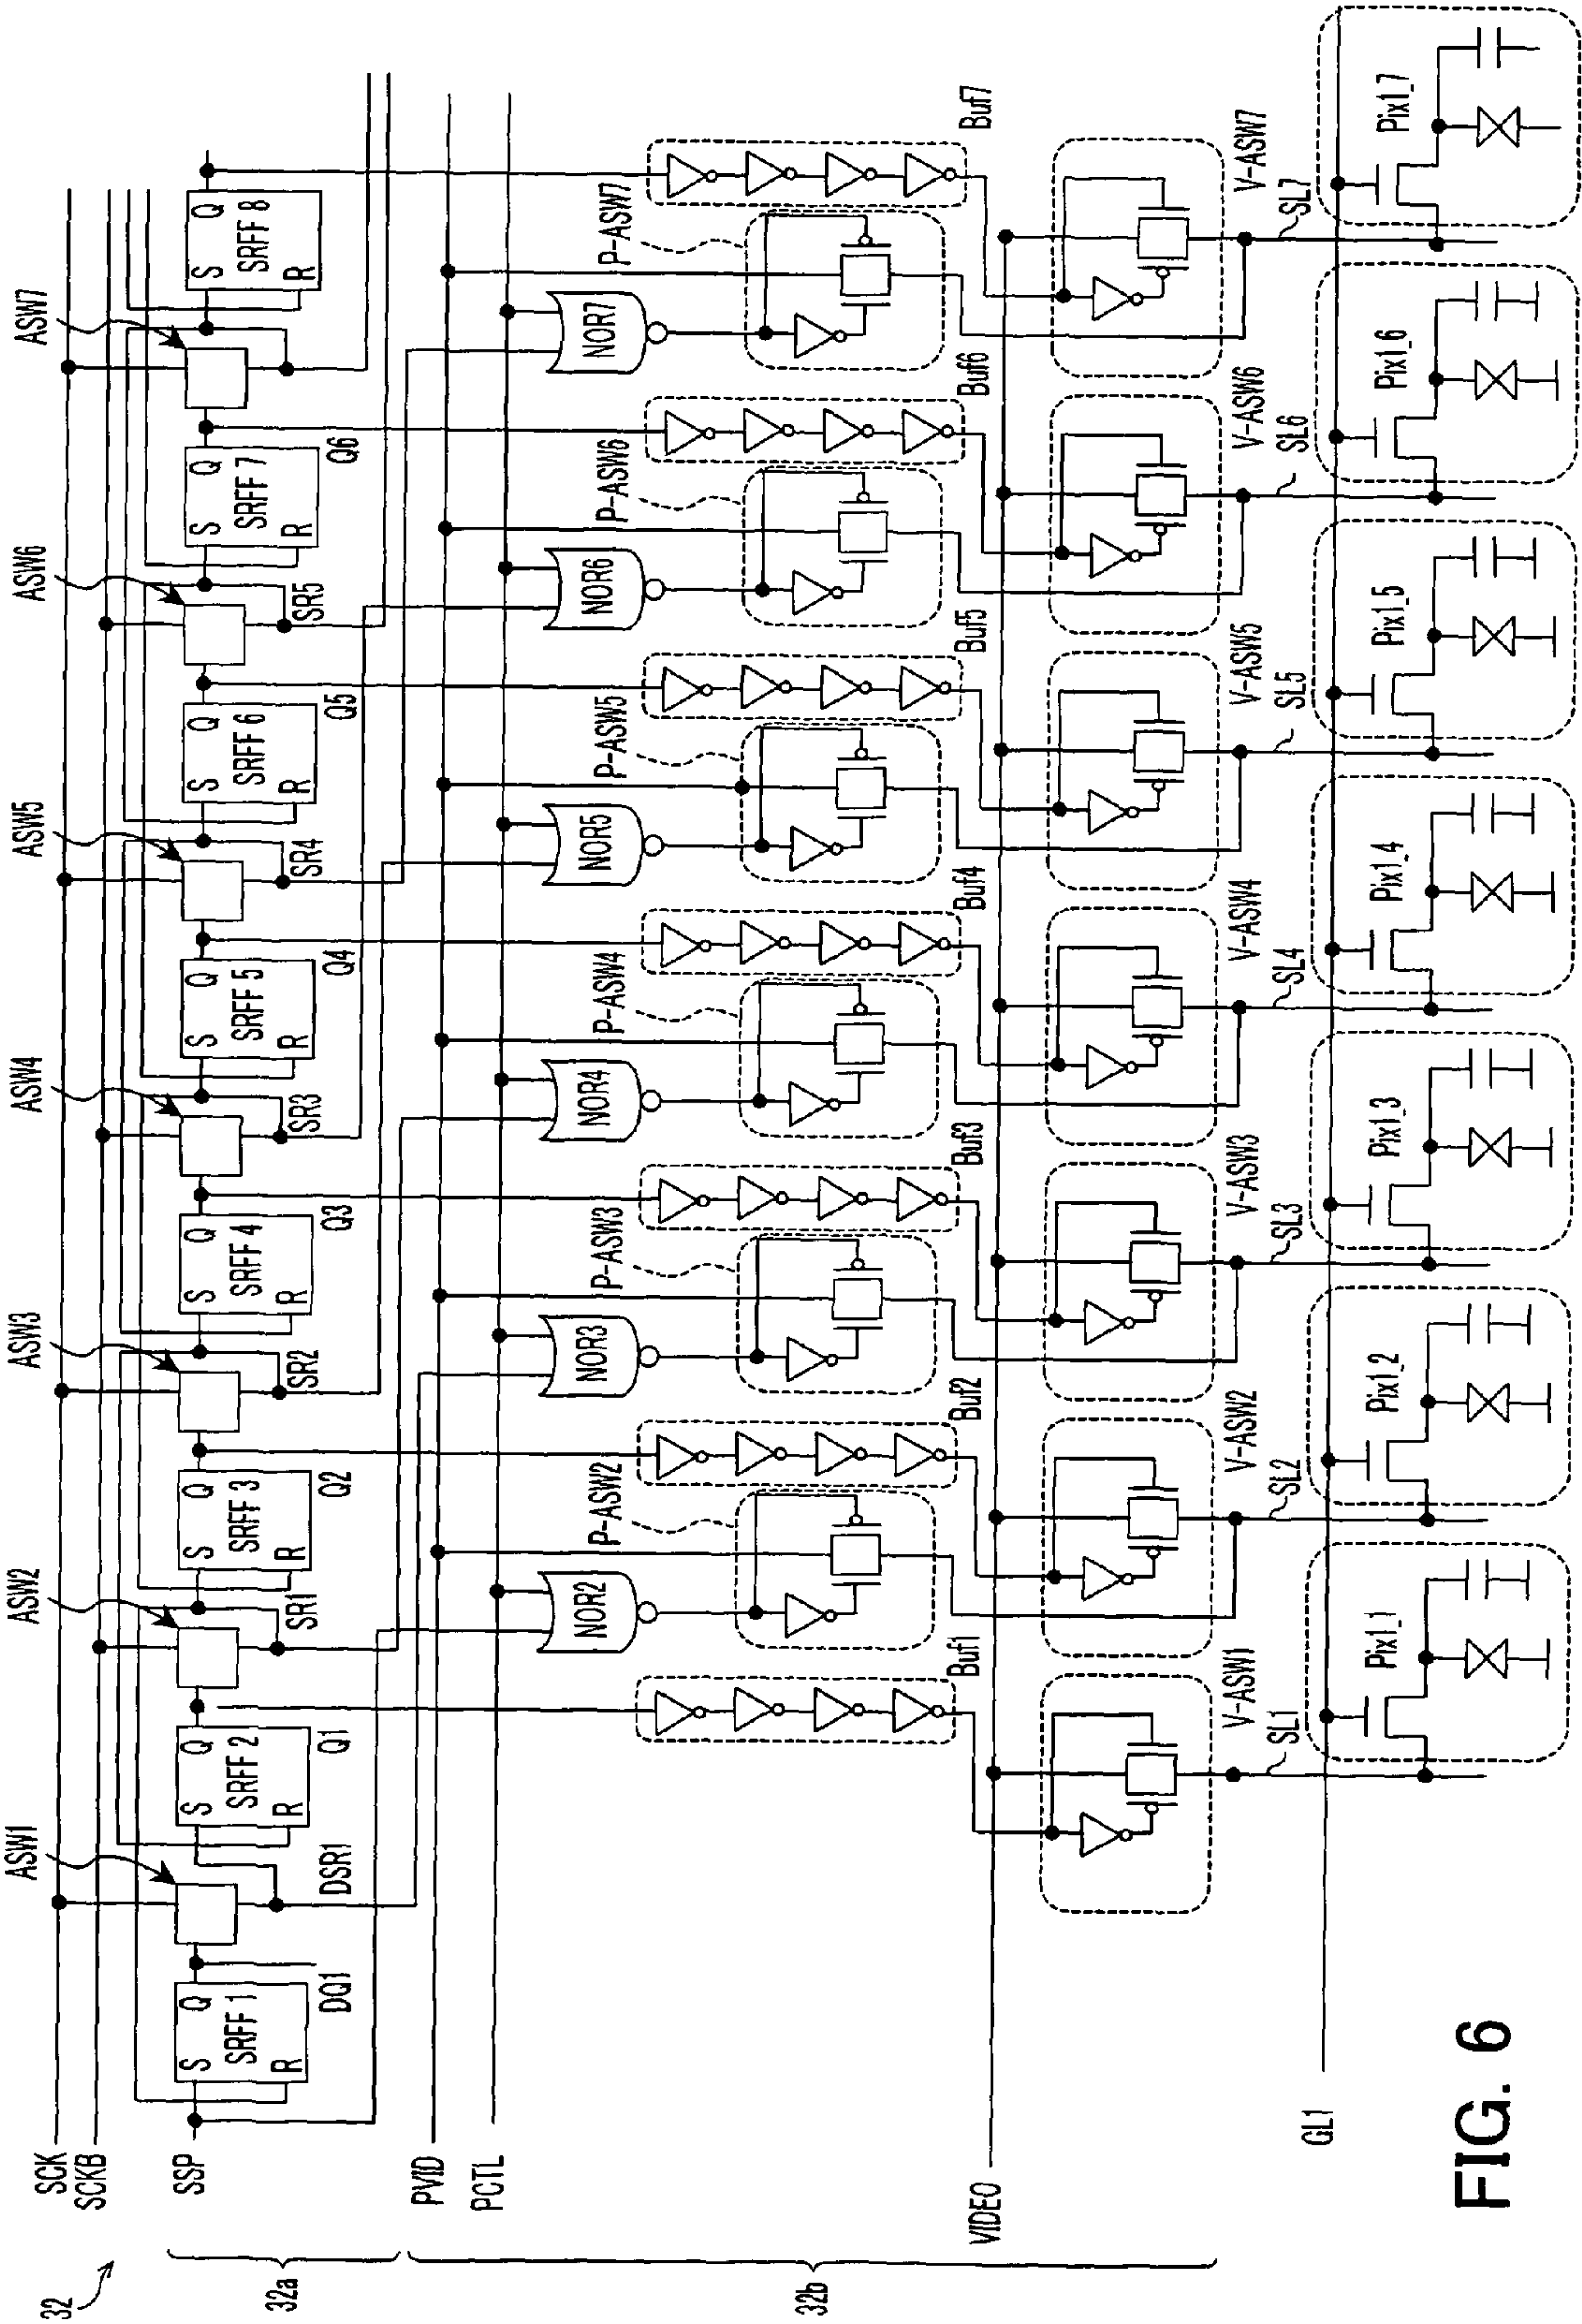 32
32a
32b
SCK
SCKB
SSP
PVID
PCTL
VIDEO
GL1
ASW1
ASW2
ASW3
ASW4
ASW5
ASW6
ASW7
S Q
SRFF 1
R
S Q
SRFF 2
R
S Q
SRFF 3
R
S Q
SRFF 4
R
S Q
SRFF 5
R
S Q
SRFF 6
R
S Q
SRFF 7
R
S Q
SRFF 8
R
DQ1
DSR1
Q1
SR1
Q2
SR2
Q3
SR3
Q4
SR4
Q5
SR5
Q6
NOR2
NOR3
NOR4
NOR5
NOR6
NOR7
P-ASW2
P-ASW3
P-ASW4
P-ASW5
P-ASW6
P-ASW7
Buf1
Buf2
Buf3
Buf4
Buf5
Buf6
Buf7
V-ASW1
V-ASW2
V-ASW3
V-ASW4
V-ASW5
V-ASW6
V-ASW7
SL1
SL2
SL3
SL4
SL5
SL6
SL7
Pix1_1
Pix1_2
Pix1_3
Pix1_4
Pix1_5
Pix1_6
Pix1_7
FIG. 6